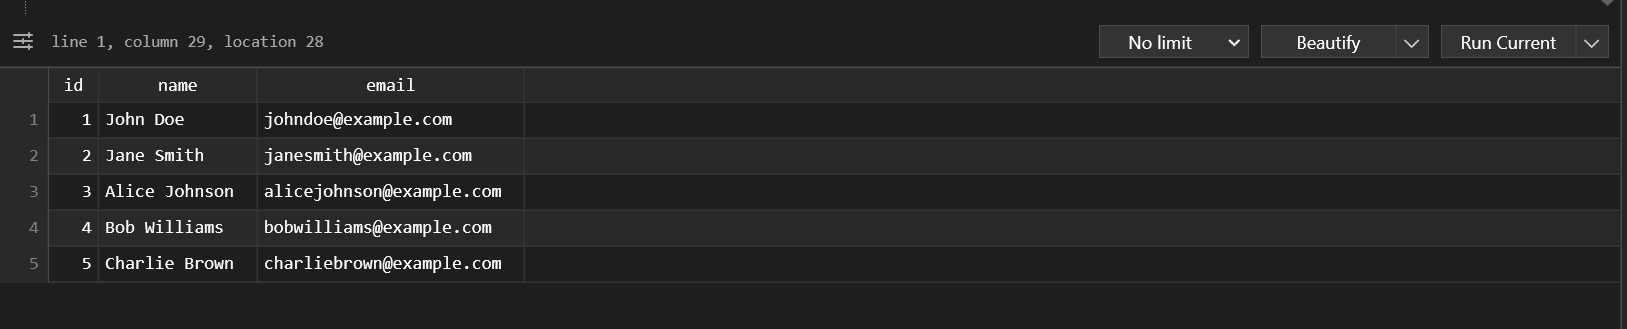 line 1, column 29, location 28 No limit Beautify Run Current
id name email
1 1 John Doe johndoe@example.com
2 2 Jane Smith janesmith@example.com
3 3 Alice Johnson alicejohnson@example.com
4 4 Bob Williams bobwilliams@example.com
5 5 Charlie Brown charliebrown@example.com